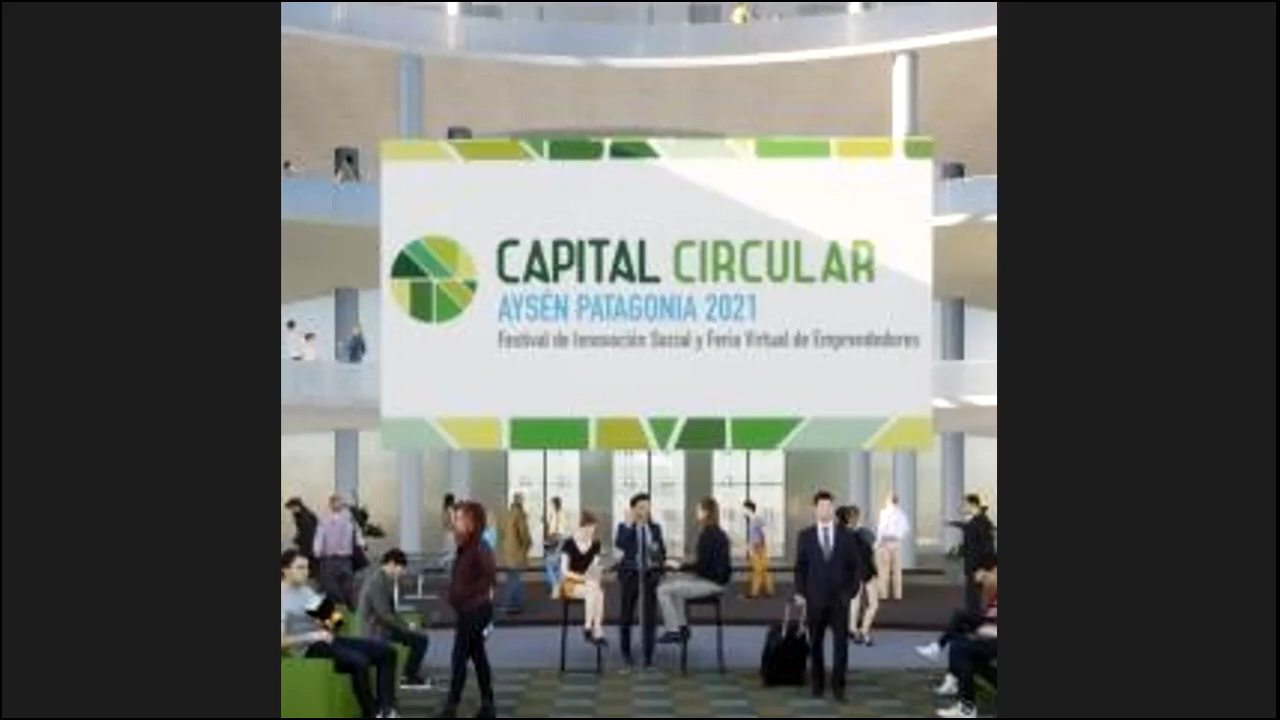 CAPITAL CIRCULAR
AYSÉN PATAGONIA 2021
Festival de Innovación Social y Feria Virtual de Emprendedores